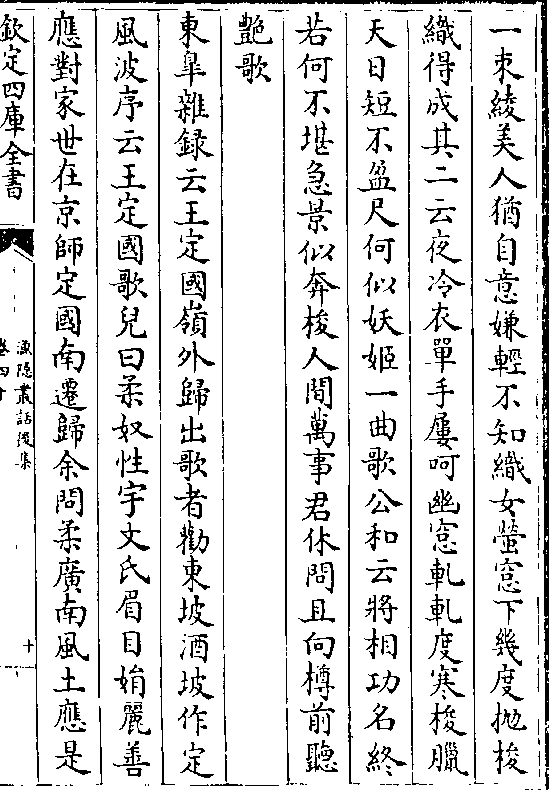 一束綾美人猶自意嫌輕不知織女螢窓下幾度抛梭
織得成其二云夜冷衣單手屢呵幽窓軋軋度寒梭臘
天日短不盈尺何似妖姬一曲歌公和云將相功名終
若何不堪急景似奔梭人間萬事君休問且向樽前聽
艶歌
東臯雜録云王定國嶺外歸出歌者勸東坡酒坡作定
風波序云王定國歌兒曰柔奴性宇文氏眉目娟麗善
應對家世在京師定國南遷歸余問柔廣南風土應是
欽定四庫全書
漁隠叢話後集
卷四十
十